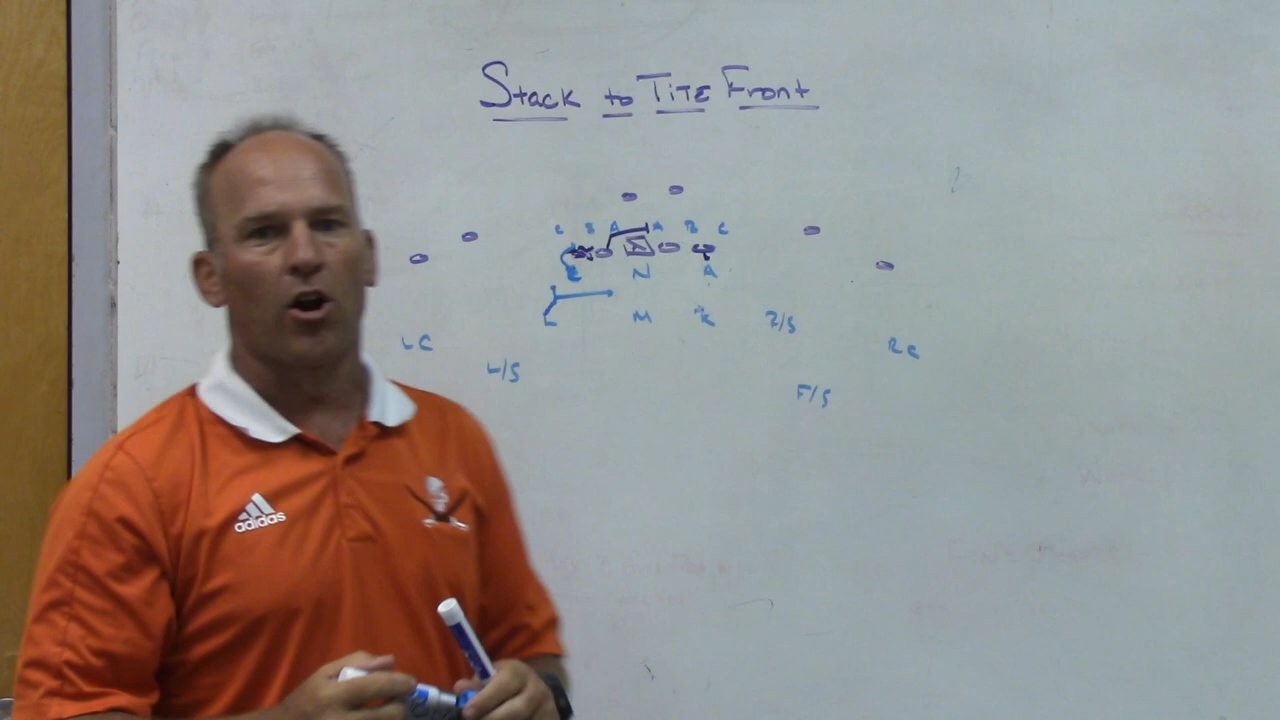 Stack to TITE Front
C B A A B C
E N A
L M R R/S
LC RC
L/S
F/S
adidas